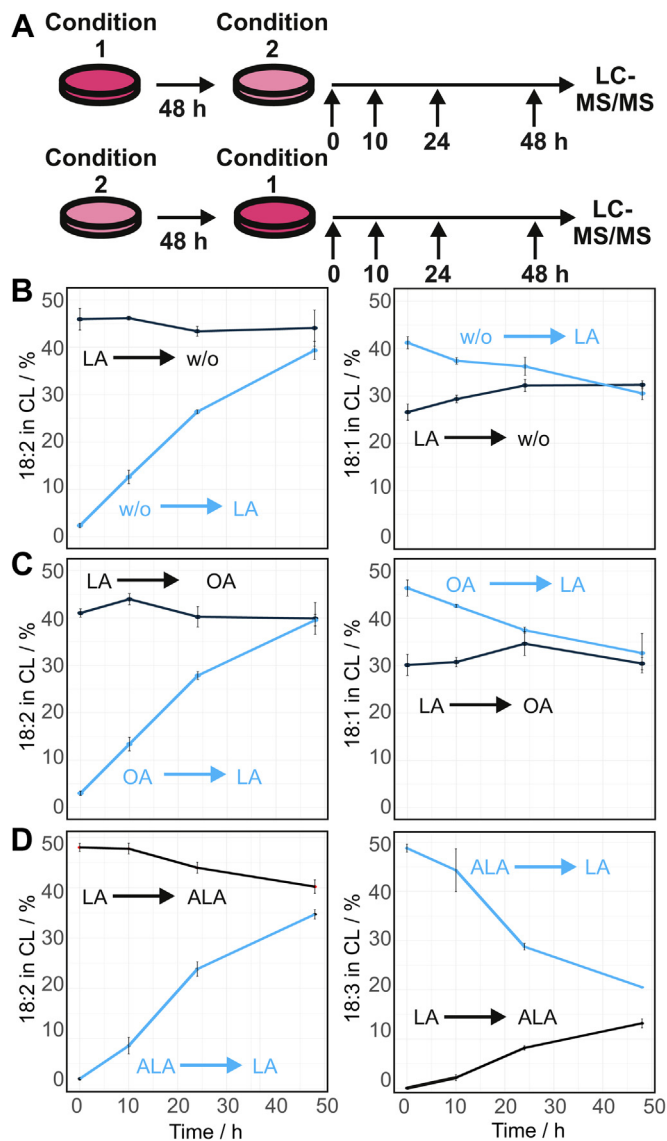 A
Condition
1
48 h
Condition
2
0 10 24 48 h
LC-
MS/MS
Condition
2
48 h
Condition
1
0 10 24 48 h
LC-
MS/MS
B
18:2 in CL / %
50
40
30
20
10
0
LA w/o
w/o LA
18:1 in CL / %
50
40
30
20
10
0
w/o LA
LA w/o
C
18:2 in CL / %
50
40
30
20
10
0
LA OA
OA LA
18:1 in CL / %
50
40
30
20
10
0
OA LA
LA OA
D
18:2 in CL / %
50
40
30
20
10
0
LA ALA
ALA LA
0 10 20 30 40 50
Time / h
18:3 in CL / %
50
40
30
20
10
0
ALA LA
LA ALA
0 10 20 30 40 50
Time / h